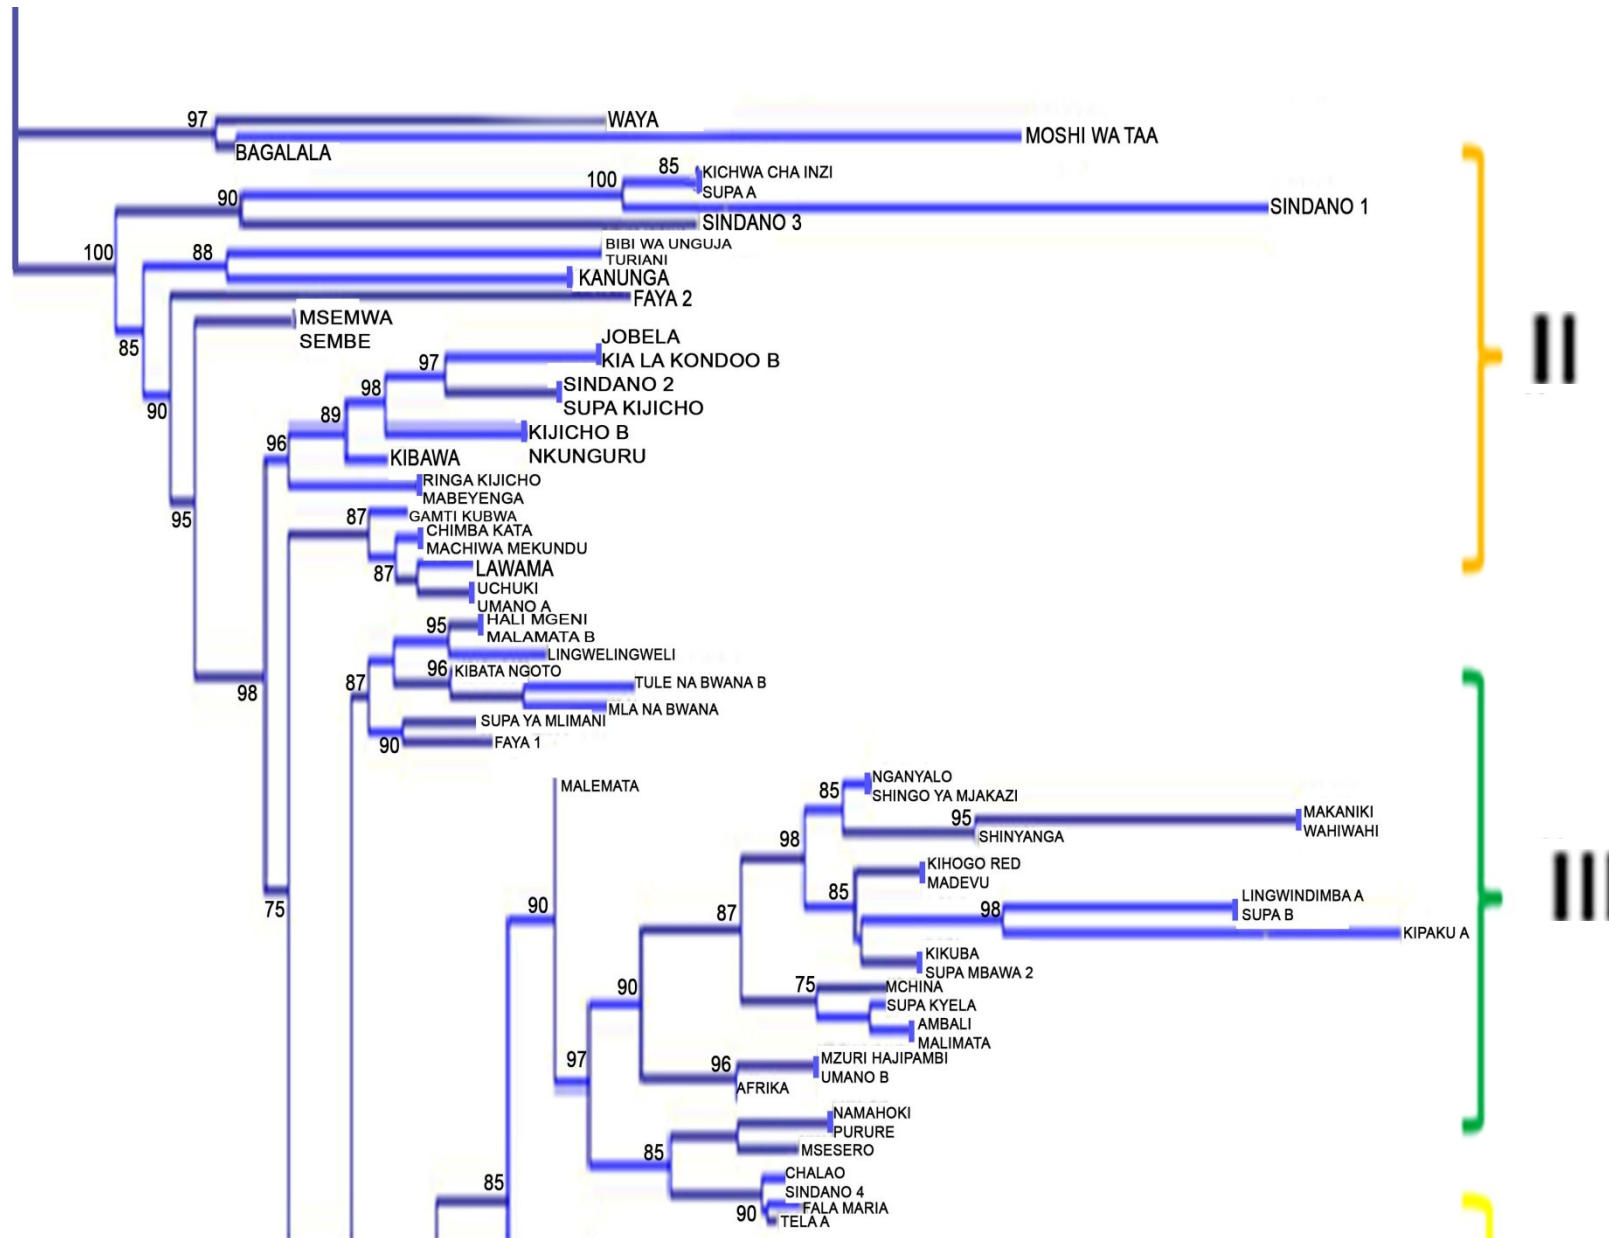 97
WAYA
MOSHI WA TAA
BAGALALA
85
KICHWA CHA INZI
100
SUPA A
90
SINDANO 1
SINDANO 3
100
88
BIBI WA UNGUJA
TURIANI
KANUNGA
FAYA 2
MSEMWA
SEMBE
85
JOBELA
97
KIA LA KONDOO B
98
SINDANO 2
90
SUPA KIJICHO
89
KIJICHO B
96
KIBAWA
NKUNGURU
RINGA KIJICHO
MABEYENGA
95
87
GAMTI KUBWA
CHIMBA KATA
MACHIWA MEKUNDU
87
LAWAMA
UCHUKI
UMANO A
95
HALI MGENI
MALAMATA B
LINGWELINGWELI
96
KIBATA NGOTO
98
87
TULE NA BWANA B
MLA NA BWANA
SUPA YA MLIMANI
90
FAYA 1
II
MALEMATA
NGANYALO
85
SHINGO YA MJAKAZI
95
MAKANIKI
WAHIWAHI
SHINYANGA
98
KIHOGO RED
MADEVU
85
LINGWINDIMBA A
75
90
87
98
SUPA B
KIPAKU A
KIKUBA
SUPA MBAWA 2
90
75
MCHINA
SUPA KYELA
AMBALI
MALIMATA
97
96
MZURI HAJIPAMBI
UMANO B
AFRIKA
NAMAHOKI
PURURE
85
MSESERO
CHALAO
85
SINDANO 4
90
FALA MARIA
TELA A
III